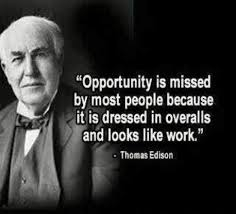 “Opportunity is missed
by most people because
it is dressed in overalls
and looks like work.”
- Thomas Edison